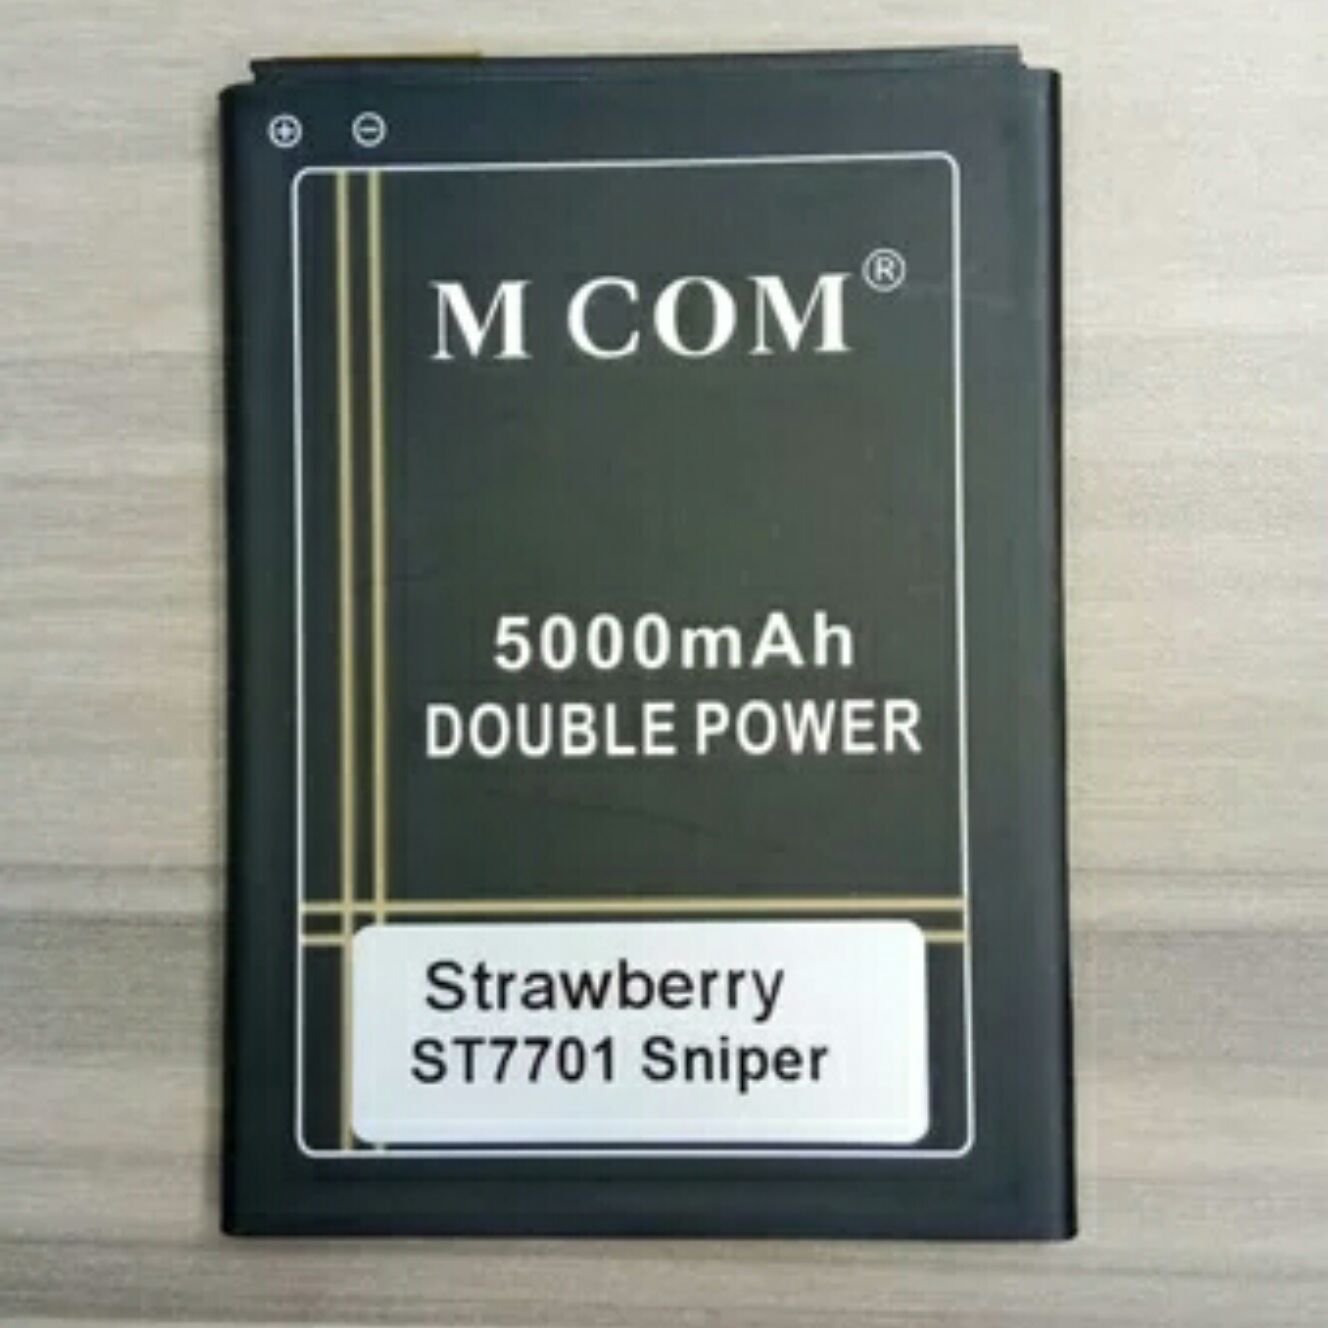 M COM®
5000mAh
DOUBLE POWER
Strawberry
ST7701 Sniper